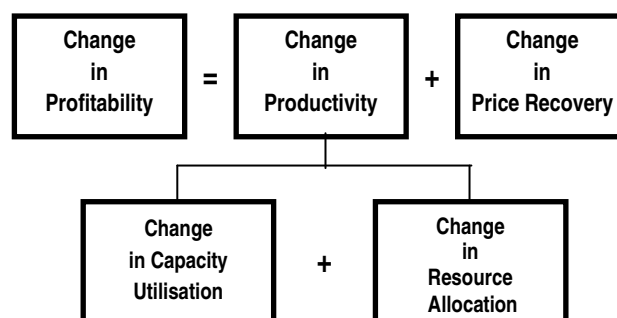 Change
in
Profitability
=
Change
in
Productivity
+
Change
in
Price Recovery
Change
in Capacity
Utilisation
+
Change
in
Resource
Allocation